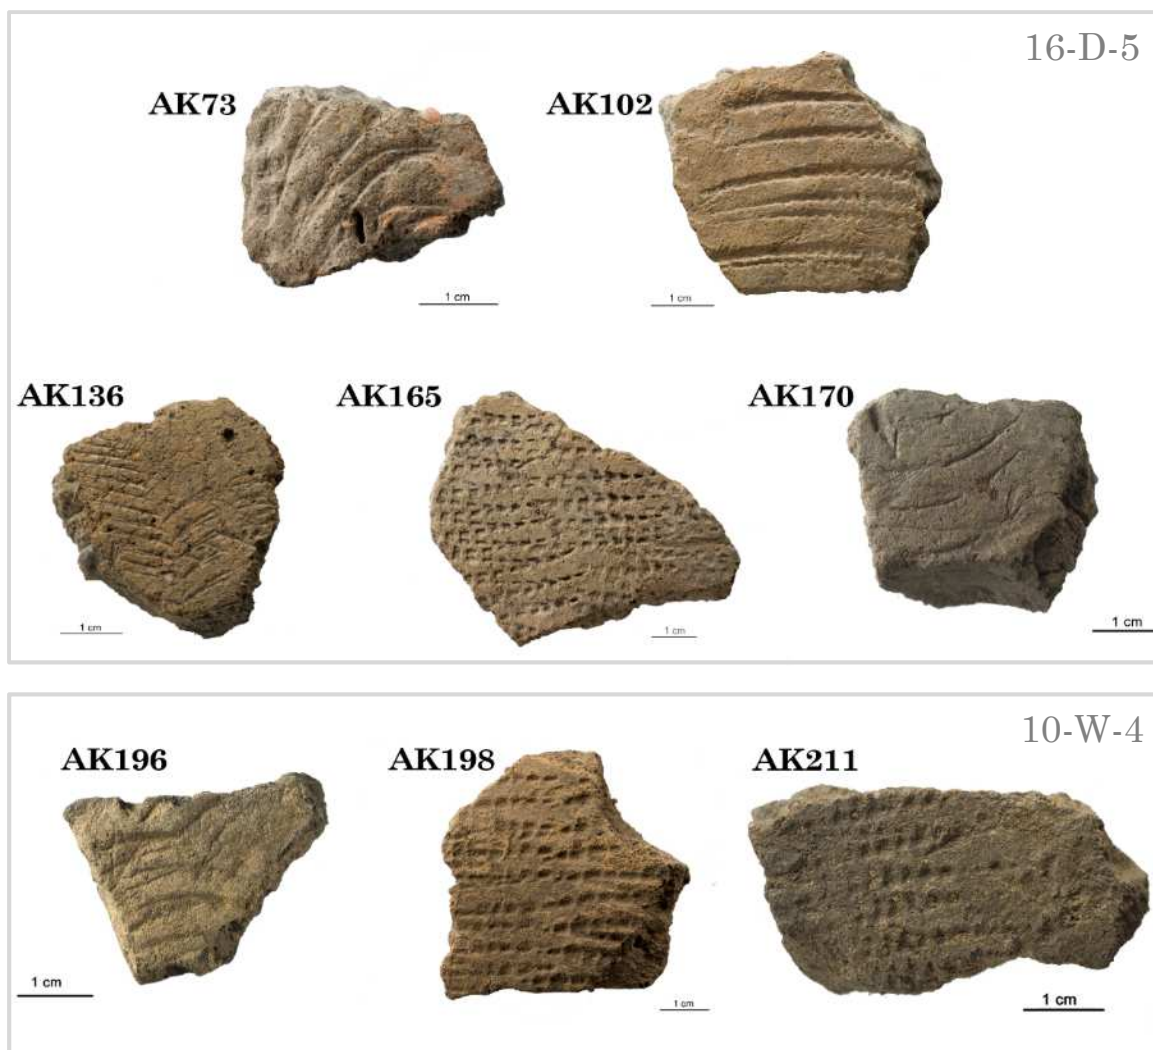 16-D-5
AK73
AK102
1 cm
1 cm
AK136
AK165
AK170
1 cm
1 cm
1 cm
10-W-4
AK196
AK198
AK211
1 cm
1 cm
1 cm